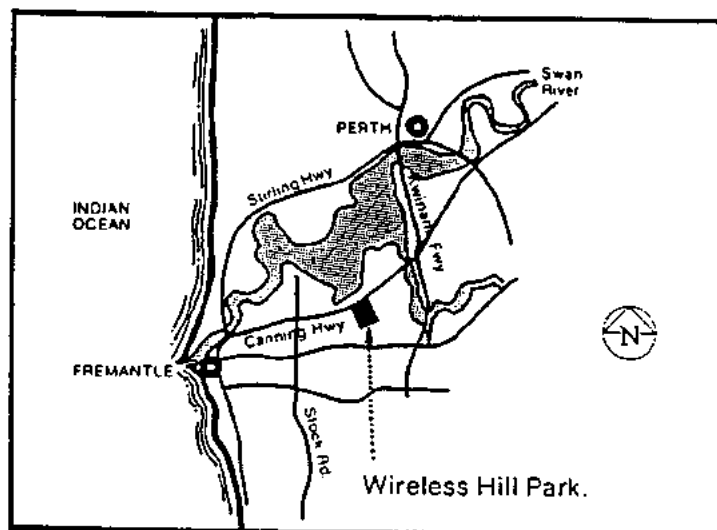 Swan
River
PERTH
Stirling Hwy
Kwinana Fwy
INDIAN
OCEAN
Canning Hwy
FREMANTLE
Stock Rd.
N
Wireless Hill Park.